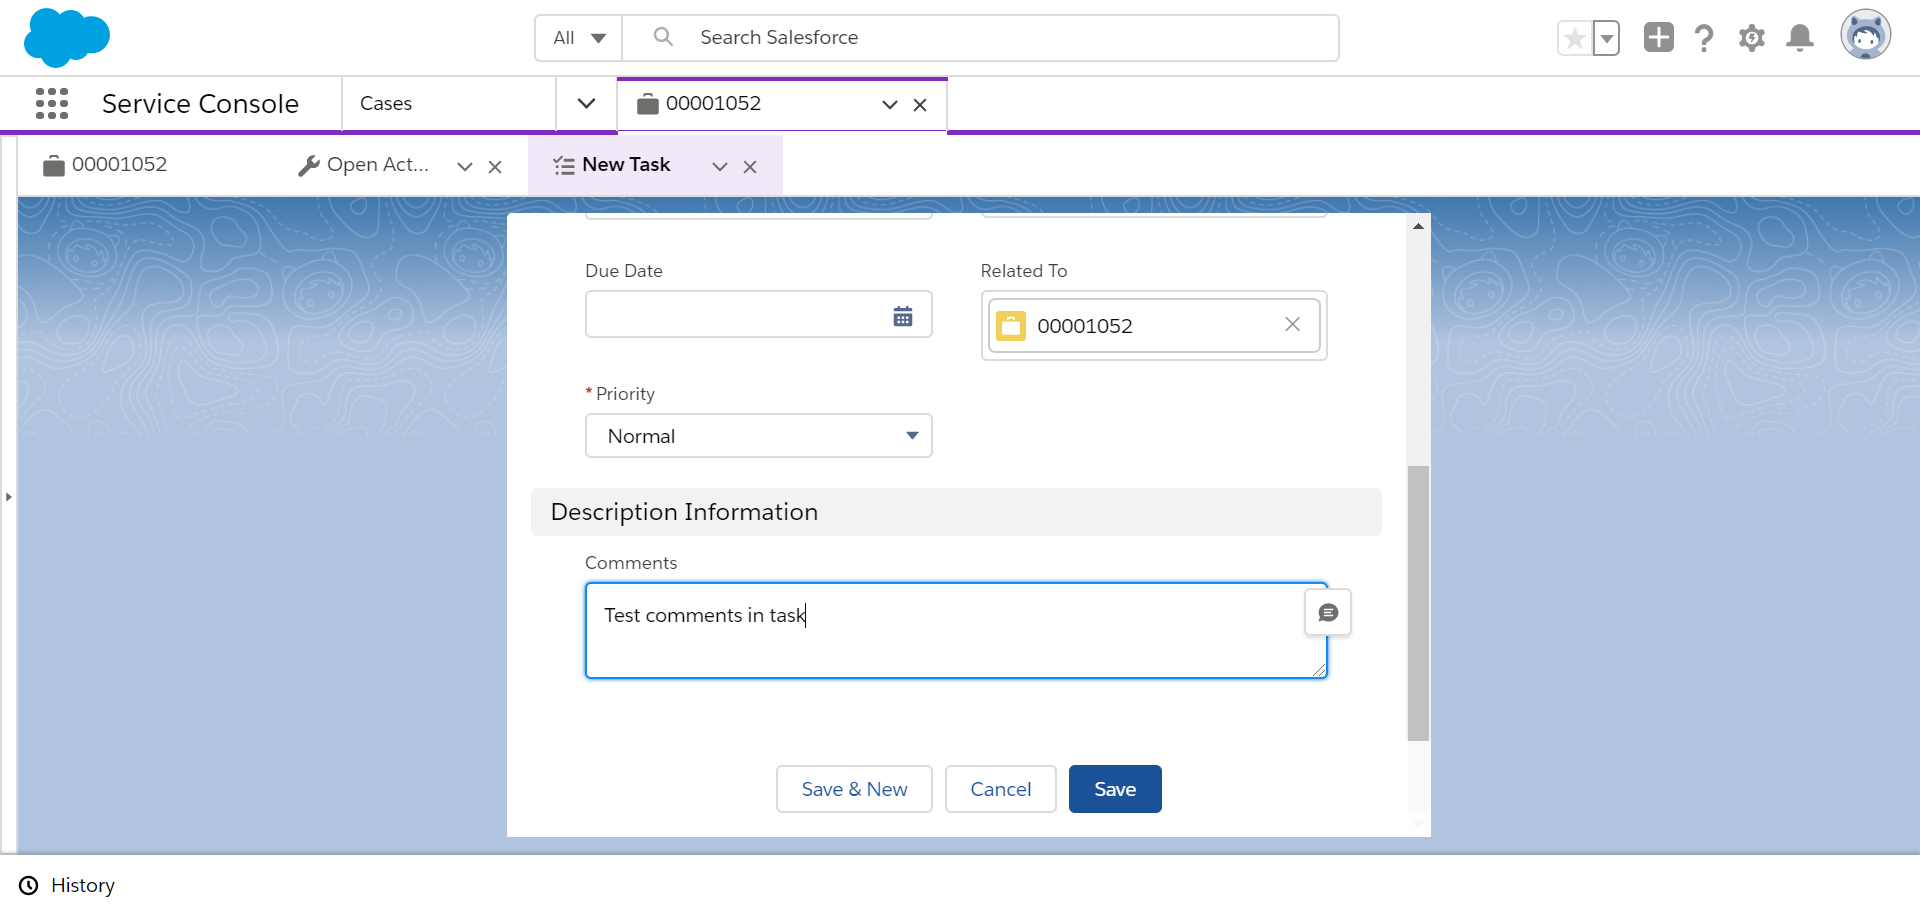 All
Search Salesforce
Service Console
Cases
00001052
00001052
Open Act...
New Task
Due Date
Related To
00001052
* Priority
Normal
Description Information
Comments
Test comments in task
Save & New
Cancel
Save
History